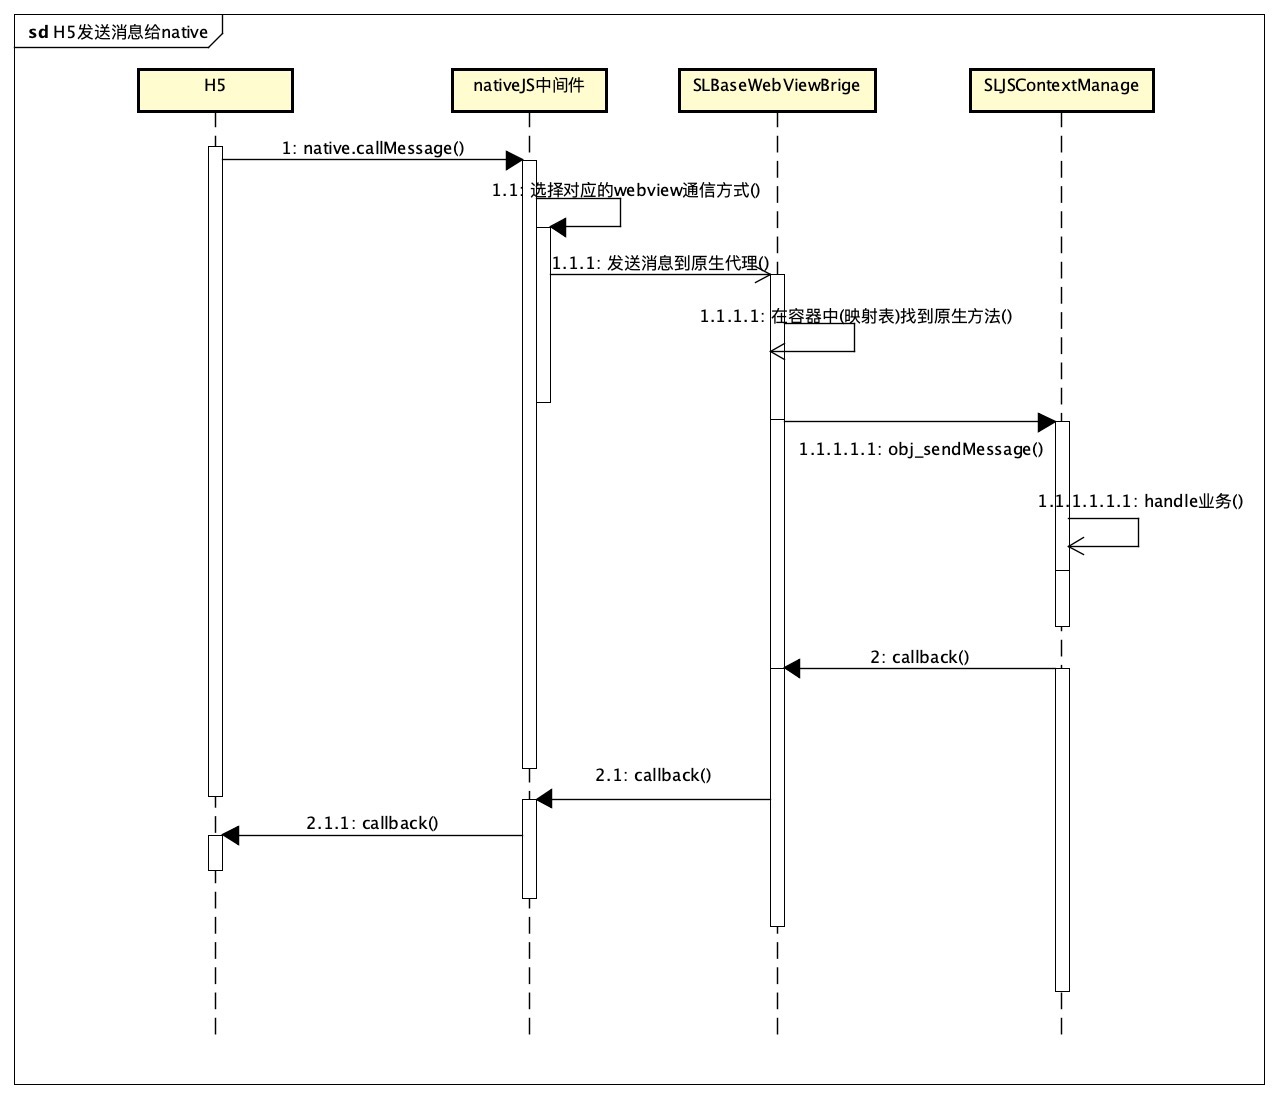 sd H5发送消息给native
H5
nativeJS中间件
SLBaseWebViewBrige
SLJSContextManage
1: native.callMessage()
1.1: 选择对应的webview通信方式()
1.1.1: 发送消息到原生代理()
1.1.1.1: 在容器中(映射表)找到原生方法()
1.1.1.1.1: obj_sendMessage()
1.1.1.1.1.1: handle业务()
2: callback()
2.1: callback()
2.1.1: callback()